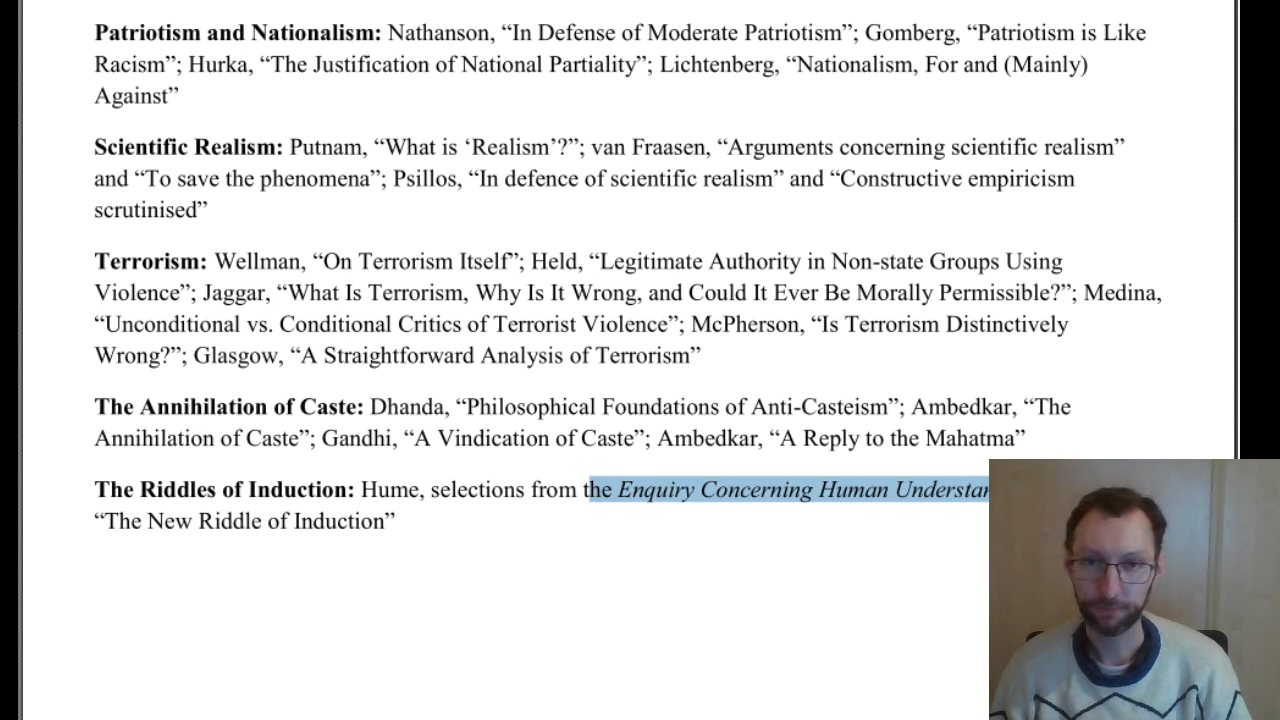 Patriotism and Nationalism: Nathanson, “In Defense of Moderate Patriotism”; Gomberg, “Patriotism is Like
Racism”; Hurka, “The Justification of National Partiality”; Lichtenberg, “Nationalism, For and (Mainly)
Against”
Scientific Realism: Putnam, “What is ‘Realism’?”; van Fraasen, “Arguments concerning scientific realism”
and “To save the phenomena”; Psillos, “In defence of scientific realism” and “Constructive empiricism
scrutinised”
Terrorism: Wellman, “On Terrorism Itself”; Held, “Legitimate Authority in Non-state Groups Using
Violence”; Jaggar, “What Is Terrorism, Why Is It Wrong, and Could It Ever Be Morally Permissible?”; Medina,
“Unconditional vs. Conditional Critics of Terrorist Violence”; McPherson, “Is Terrorism Distinctively
Wrong?”; Glasgow, “A Straightforward Analysis of Terrorism”
The Annihilation of Caste: Dhanda, “Philosophical Foundations of Anti-Casteism”; Ambedkar, “The
Annihilation of Caste”; Gandhi, “A Vindication of Caste”; Ambedkar, “A Reply to the Mahatma”
The Riddles of Induction: Hume, selections from the Enquiry Concerning Human
“The New Riddle of Induction”